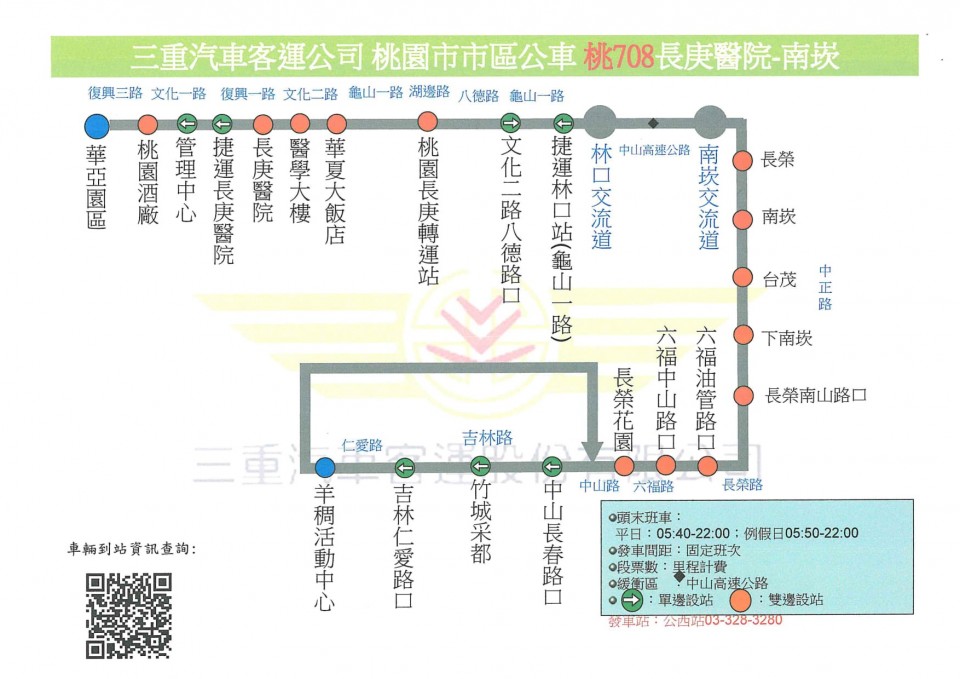 三重汽車客運公司 桃園市市區公車 桃708長庚醫院-南崁
復興三路 文化一路 復興一路 文化二路 龜山一路 湖邊路 八德路 龜山一路
華亞園區
桃園酒廠
管理中心
捷運長庚醫院
長庚醫院
醫學大樓
華夏大飯店
桃園長庚轉運站
文化二路八德路口
捷運林口站(龜山一路)
林口交流道
中山高速公路
南崁交流道
長榮
南崁
台茂
中正路
下南崁
長榮南山路口
長榮路
六福油管路口
六福中山路口
六福路
長榮花園
中山路
中山長春路口
吉林路
竹城采都
吉林仁愛路口
仁愛路
羊稠活動中心
三重汽車客運股份有限公司
頭末班車：
平日：05:40-22:00；例假日05:50-22:00
發車間距：固定班次
段票數：里程計費
緩衝區 ：中山高速公路
：單邊設站 ：雙邊設站
發車站：公西站03-328-3280
車輛到站資訊查詢: